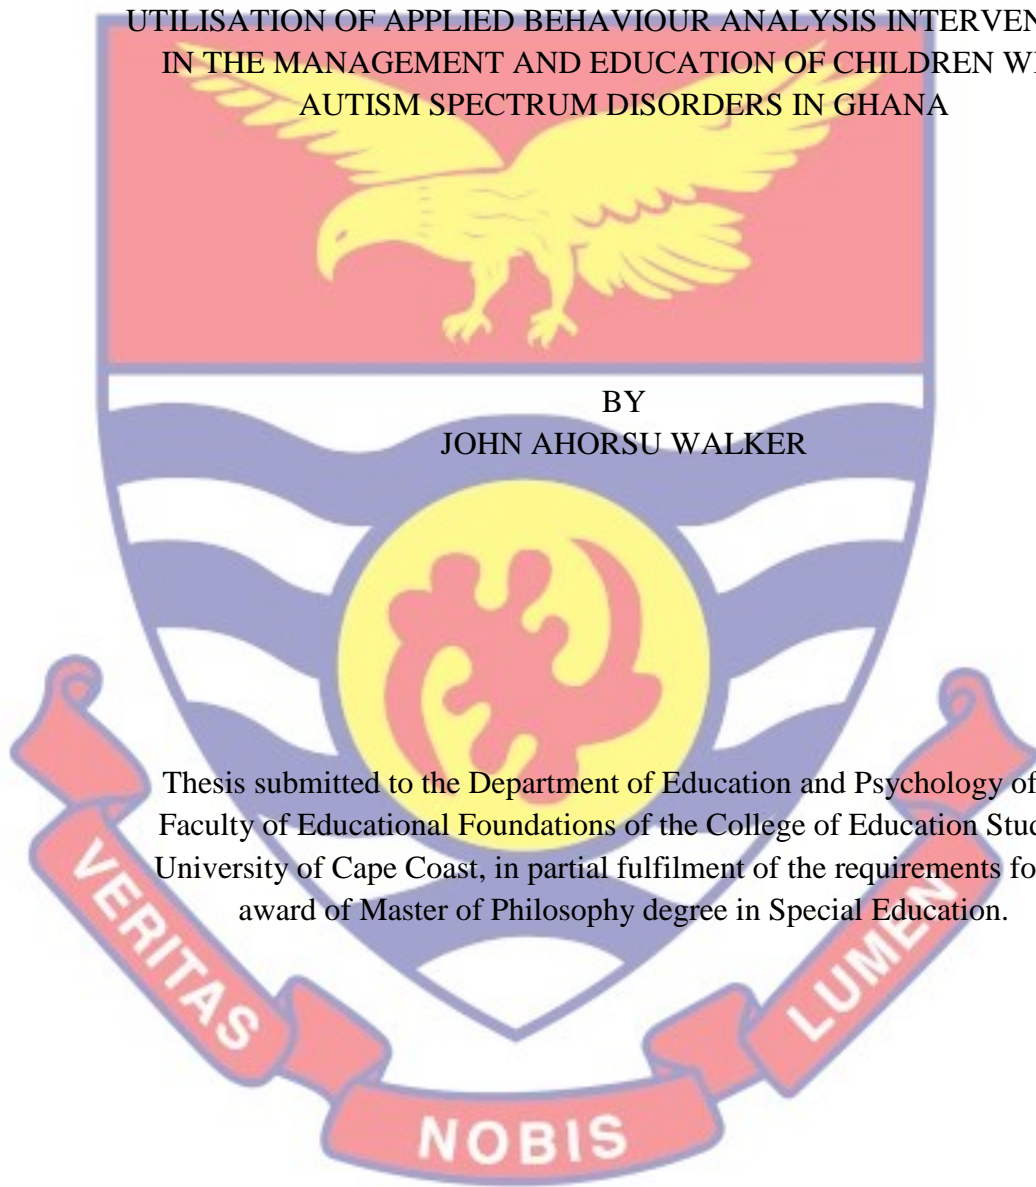 UTILISATION OF APPLIED BEHAVIOUR ANALYSIS
IN THE MANAGEMENT AND EDUCATION OF CHILDREN
AUTISM SPECTRUM DISORDERS IN GHANA
BY
JOHN AHORSU WALKER
Thesis submitted to the Department of Education and Psychology of
Faculty of Educational Foundations of the College of Education
University of Cape Coast, in partial fulfilment of the requirements
award of Master of Philosophy degree in Special Education.
VERITAS
NOBIS
LUMEN